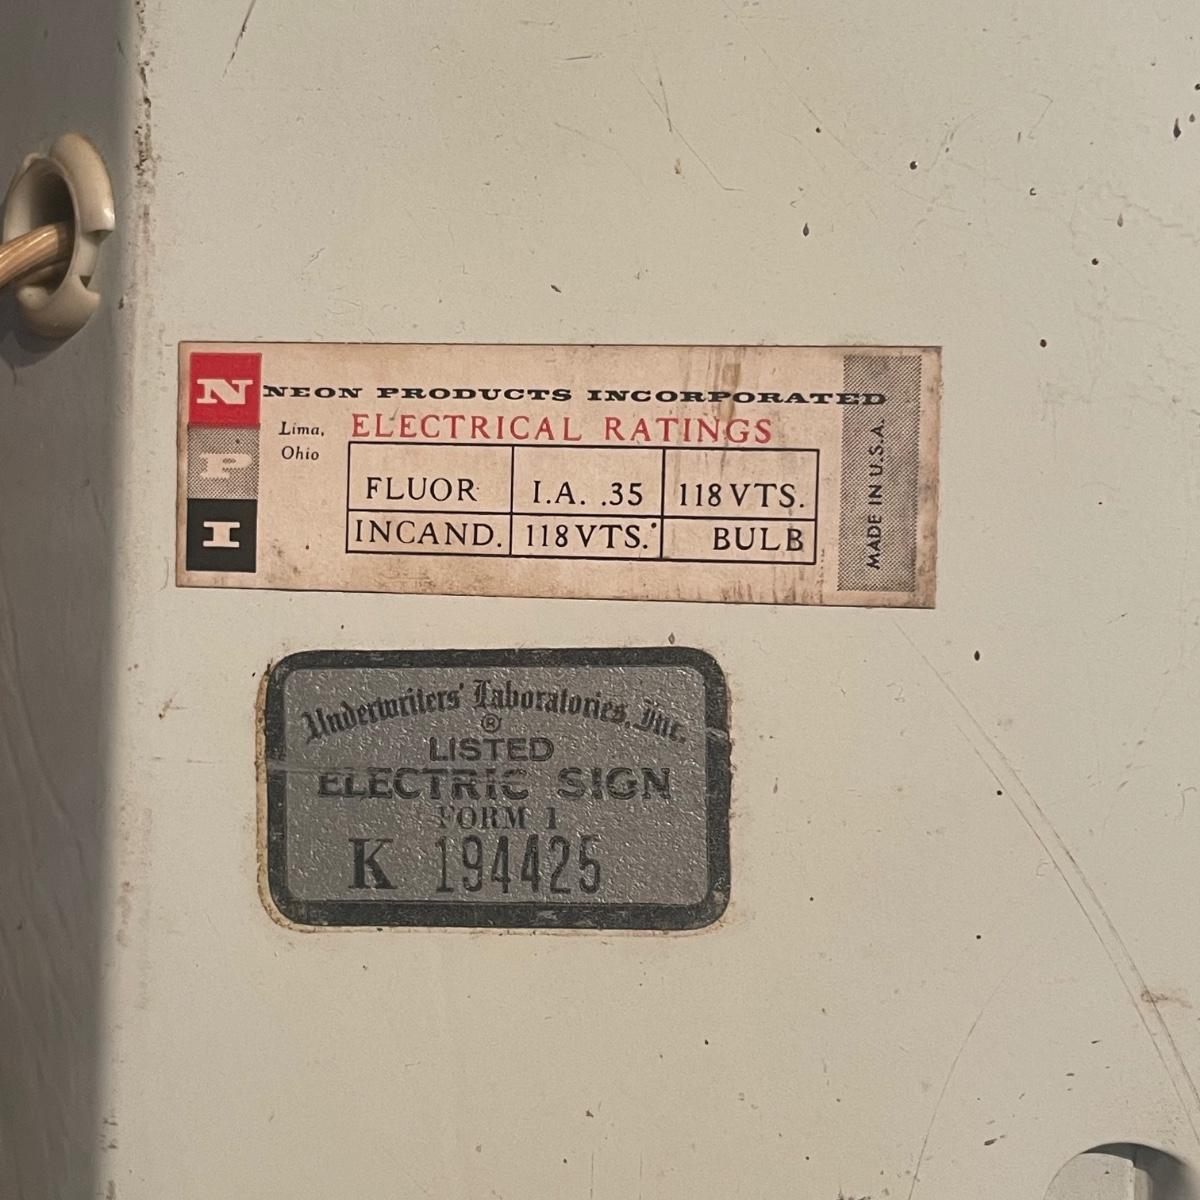 N
P
I
NEON PRODUCTS INCORPORATED
Lima,
Ohio
ELECTRICAL RATINGS
FLUOR I.A. .35 118 VTS.
INCAND. 118 VTS. BULB
MADE IN U.S.A.
Underwriters' Laboratories, Inc.
®
LISTED
ELECTRIC SIGN
FORM 1
K 194425